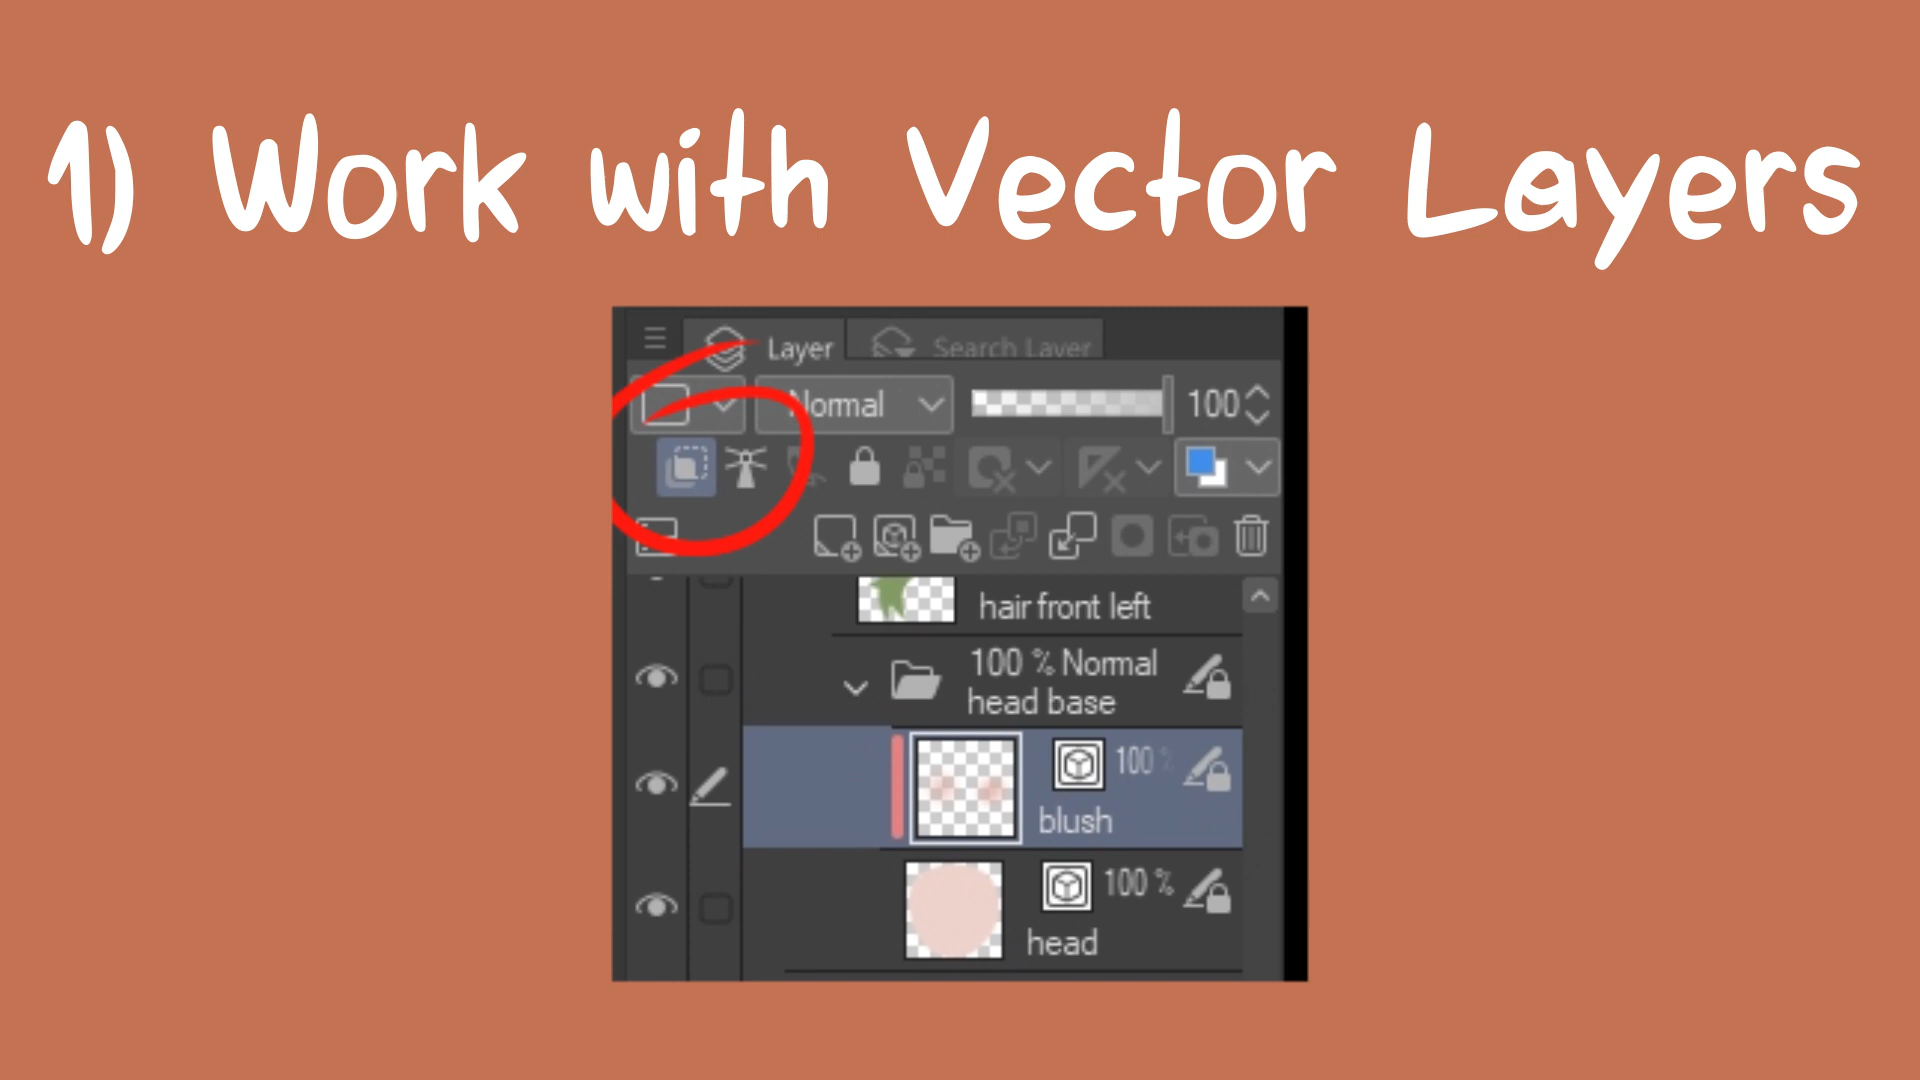 1) Work with Vector Layers
Layer
Search Layer
Normal
100
hair front left
100 % Normal
head base
100 %
blush
100 %
head